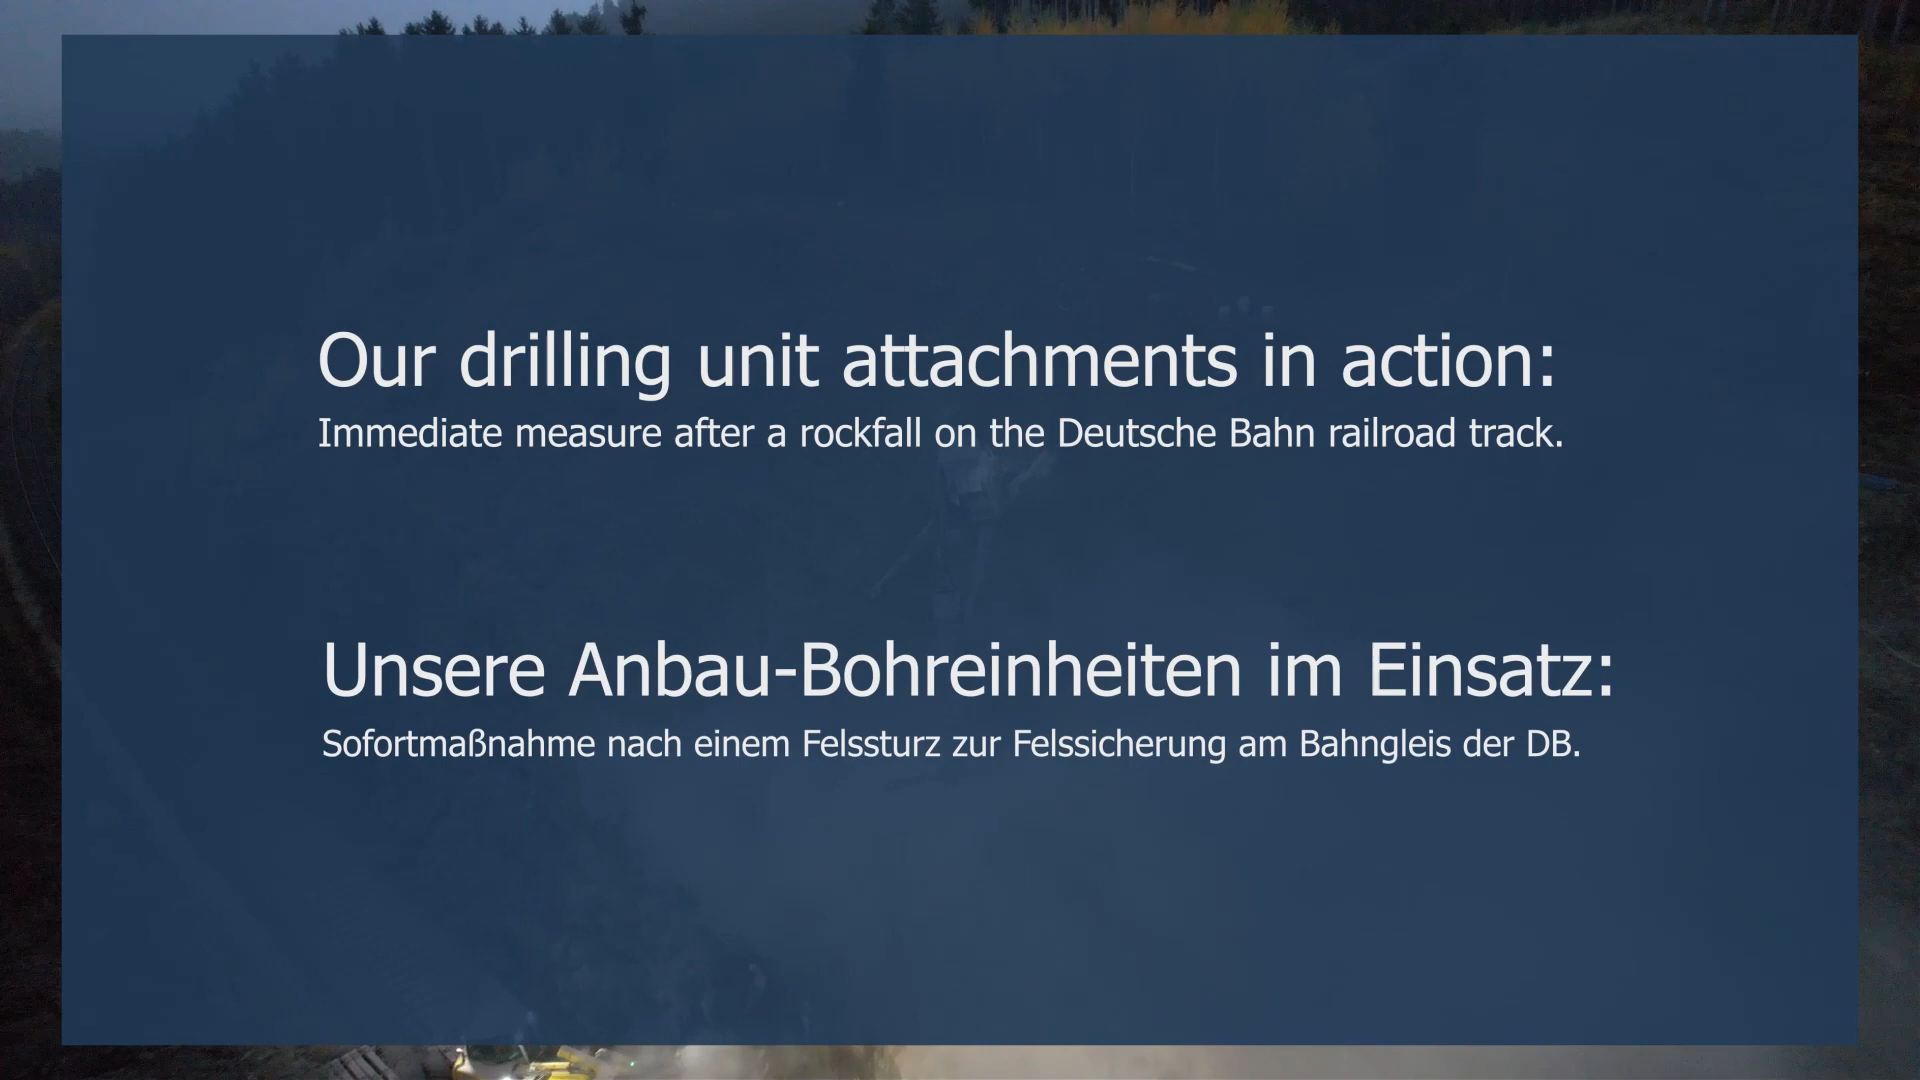 Our drilling unit attachments in action:
Immediate measure after a rockfall on the Deutsche Bahn railroad track.
Unsere Anbau-Bohreinheiten im Einsatz:
Sofortmaßnahme nach einem Felssturz zur Felssicherung am Bahngleis der DB.